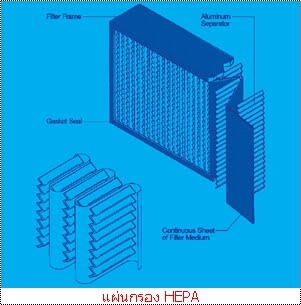 Filter Frame
Aluminum
Separator
Gasket Seal
Continuous Sheet
of Filter Medium
แผ่นกรอง HEPA